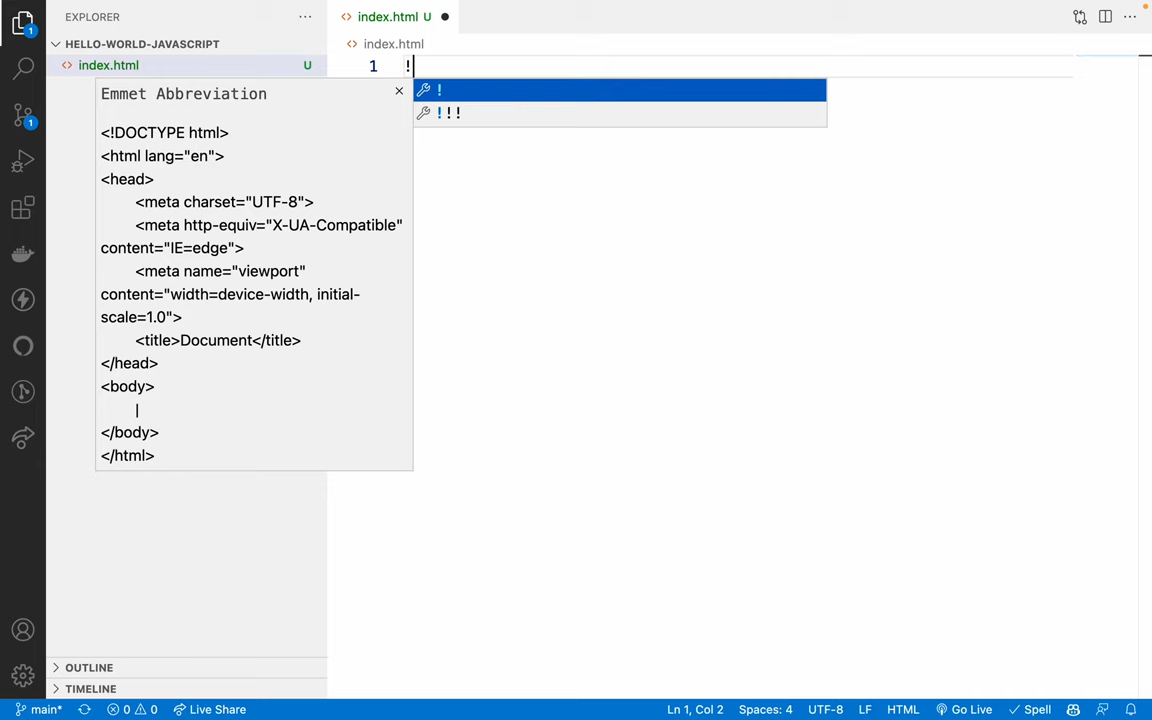 EXPLORER
index.html U
HELLO-WORLD-JAVASCRIPT
index.html
index.html U
1 !
Emmet Abbreviation
!
!!!
<!DOCTYPE html>
<html lang="en">
<head>
<meta charset="UTF-8">
<meta http-equiv="X-UA-Compatible"
content="IE=edge">
<meta name="viewport"
content="width=device-width, initial-
scale=1.0">
<title>Document</title>
</head>
<body>
|
</body>
</html>
OUTLINE
TIMELINE
1
1
main* 0 0 Live Share Ln 1, Col 2 Spaces: 4 UTF-8 LF HTML Go Live Spell